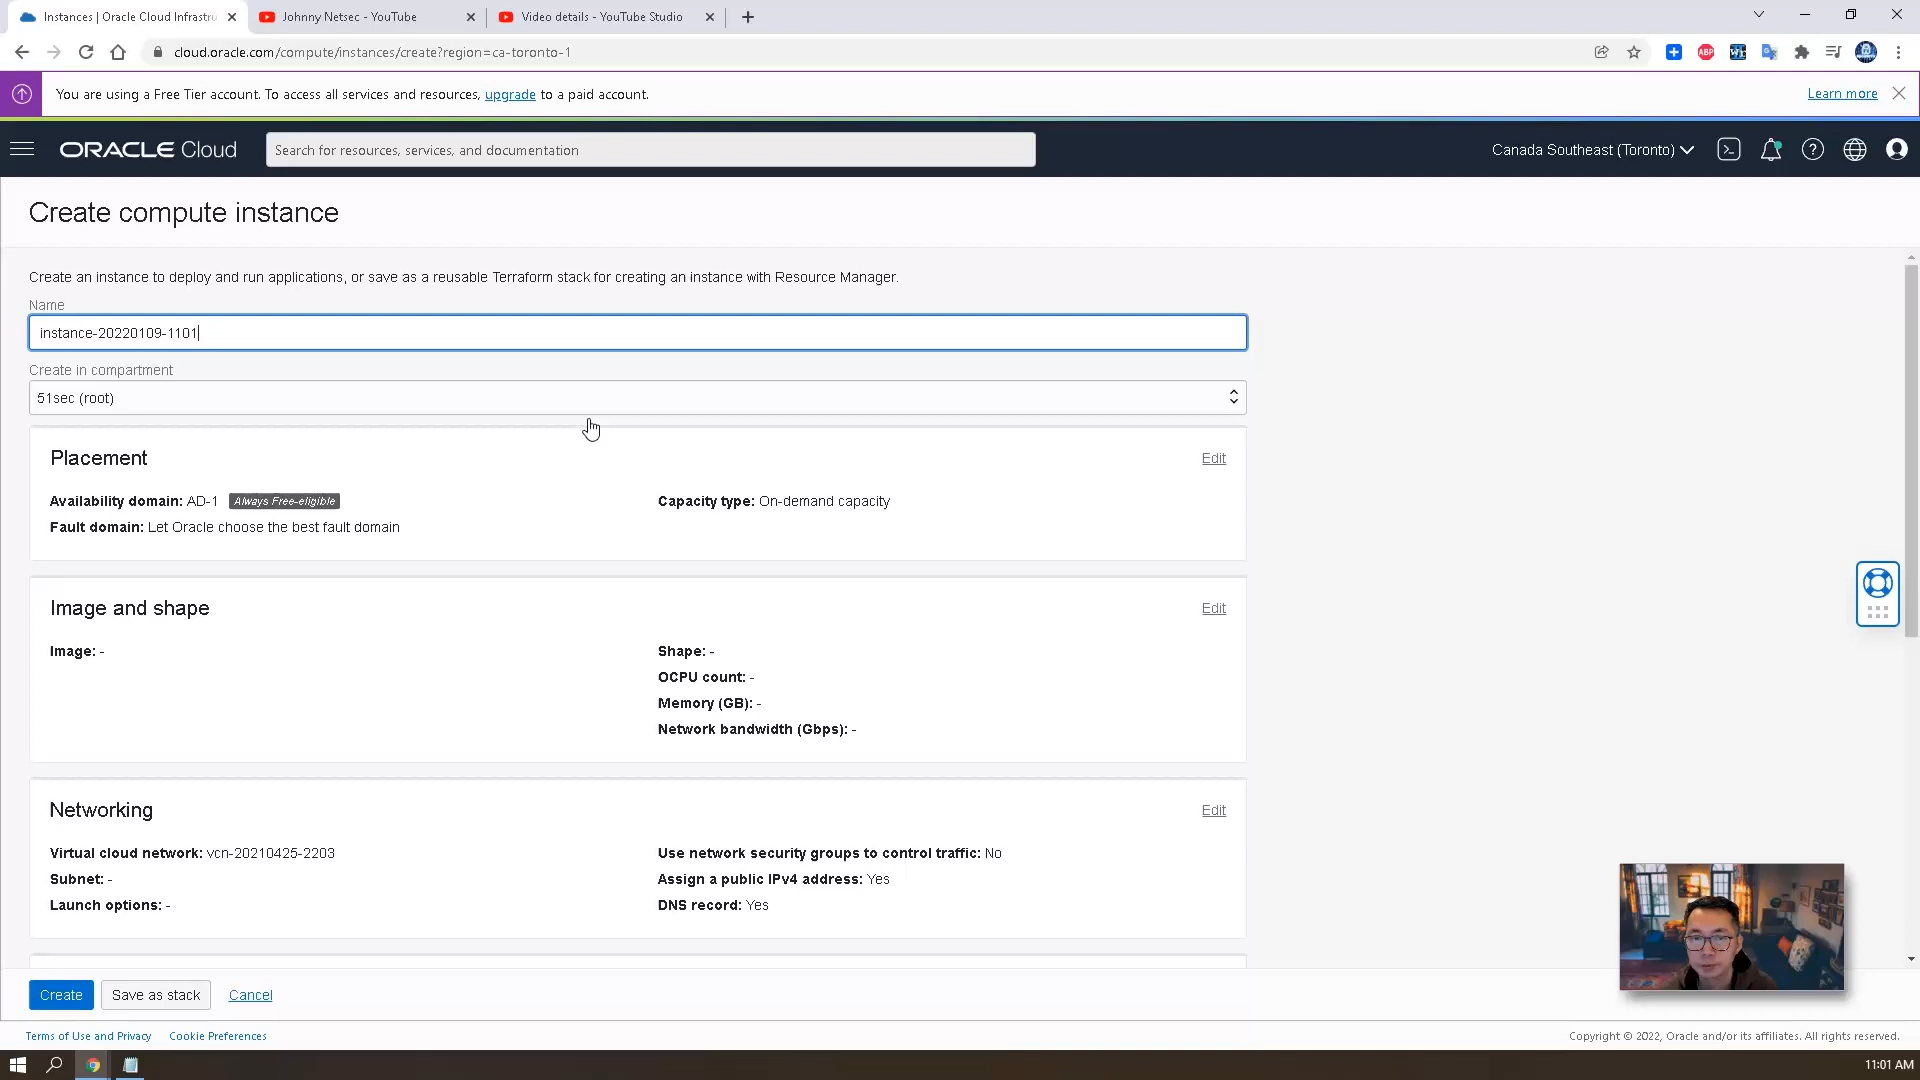 Instances | Oracle Cloud Infrastru
Johnny Netsec - YouTube
Video details - YouTube Studio
cloud.oracle.com/compute/instances/create?region=ca-toronto-1
ABP
You are using a Free Tier account. To access all services and resources, upgrade to a paid account.
Learn more
ORACLE Cloud
Search for resources, services, and documentation
Canada Southeast (Toronto)
Create compute instance
Create an instance to deploy and run applications, or save as a reusable Terraform stack for creating an instance with Resource Manager.
Name
instance-20220109-1101
Create in compartment
51sec (root)
Placement
Edit
Availability domain: AD-1 Always Free-eligible
Capacity type: On-demand capacity
Fault domain: Let Oracle choose the best fault domain
Image and shape
Edit
Image: -
Shape: -
OCPU count: -
Memory (GB): -
Network bandwidth (Gbps): -
Networking
Edit
Virtual cloud network: vcn-20210425-2203
Use network security groups to control traffic: No
Subnet: -
Assign a public IPv4 address: Yes
Launch options: -
DNS record: Yes
Create
Save as stack
Cancel
Terms of Use and Privacy
Cookie Preferences
Copyright © 2022, Oracle and/or its affiliates. All rights reserved.
11:01 AM